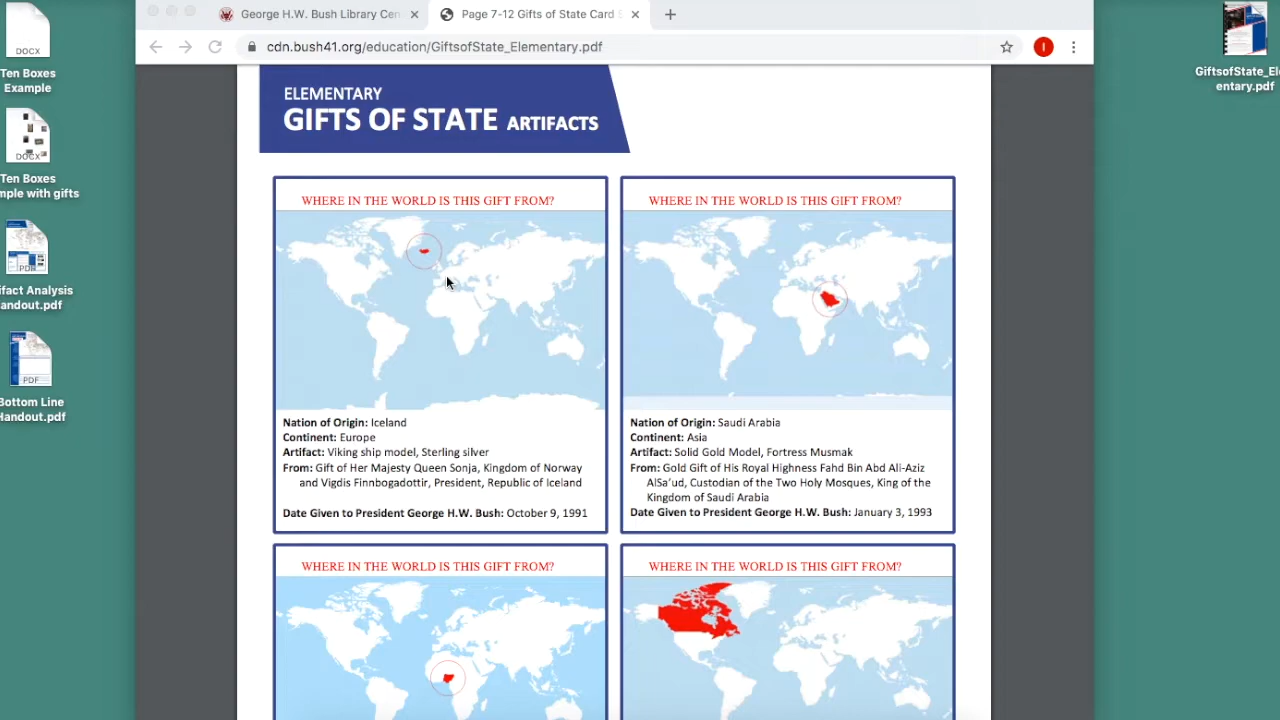 George H.W. Bush Library Cen
Page 7-12 Gifts of State Card E
cdn.bush41.org/education/GiftsofState_Elementary.pdf
I
DOCX
Ten Boxes
Example
DOCX
Ten Boxes
mple with gifts
PDF
ifact Analysis
andout.pdf
PDF
Bottom Line
Handout.pdf
GiftsofState_El
entary.pdf
ELEMENTARY
GIFTS OF STATE ARTIFACTS
WHERE IN THE WORLD IS THIS GIFT FROM?
Nation of Origin: Iceland
Continent: Europe
Artifact: Viking ship model, Sterling silver
From: Gift of Her Majesty Queen Sonja, Kingdom of Norway
and Vigdis Finnbogadottir, President, Republic of Iceland
Date Given to President George H.W. Bush: October 9, 1991
WHERE IN THE WORLD IS THIS GIFT FROM?
Nation of Origin: Saudi Arabia
Continent: Asia
Artifact: Solid Gold Model, Fortress Musmak
From: Gold Gift of His Royal Highness Fahd Bin Abd Ali-Aziz
AlSa'ud, Custodian of the Two Holy Mosques, King of the
Kingdom of Saudi Arabia
Date Given to President George H.W. Bush: January 3, 1993
WHERE IN THE WORLD IS THIS GIFT FROM?
WHERE IN THE WORLD IS THIS GIFT FROM?